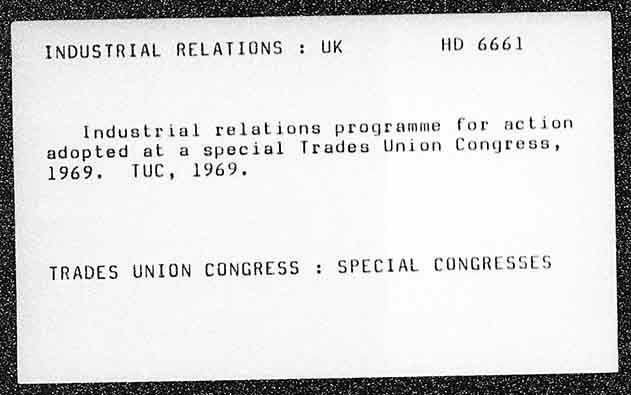 INDUSTRIAL RELATIONS : UK HD 6661
Industrial relations programme for action
adopted at a special Trades Union Congress,
1969. TUC, 1969.
TRADES UNION CONGRESS : SPECIAL CONGRESSES